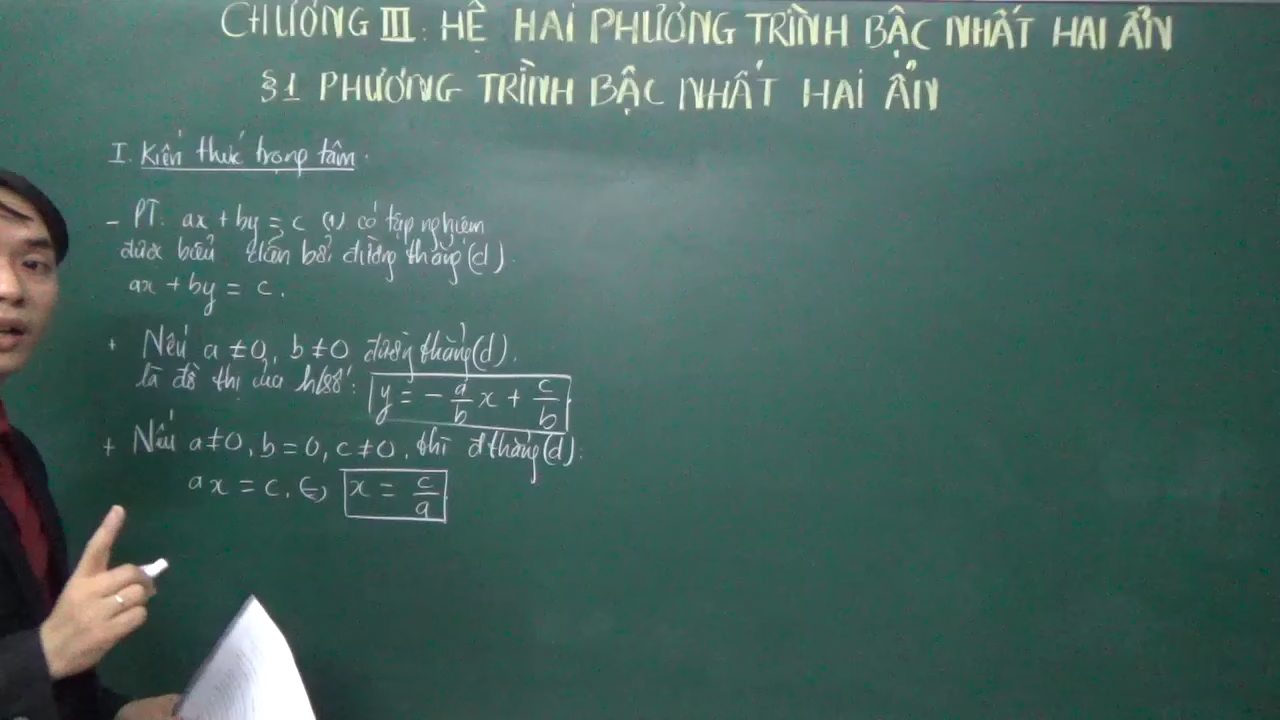 CHƯƠNG III: HỆ HAI PHƯƠNG TRÌNH BẬC NHẤT HAI ẨN
§1 PHƯƠNG TRÌNH BẬC NHẤT HAI ẨN
I. Kiến thức trọng tâm.
- PT: ax + by = c (1) có tập nghiệm
được biểu diễn bởi đường thẳng (d).
ax + by = c.
+ Nếu a ≠ 0, b ≠ 0 đường thẳng (d).
là đồ thị của h/số: y = - a/b x + c/b
+ Nếu a ≠ 0, b = 0, c ≠ 0, thì đ thẳng (d):
ax = c. ⇔ x = c/a